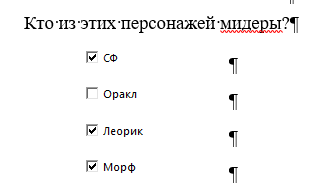 Кто из этих персонажей мидеры?
СФ
Оракл
Леорик
Морф